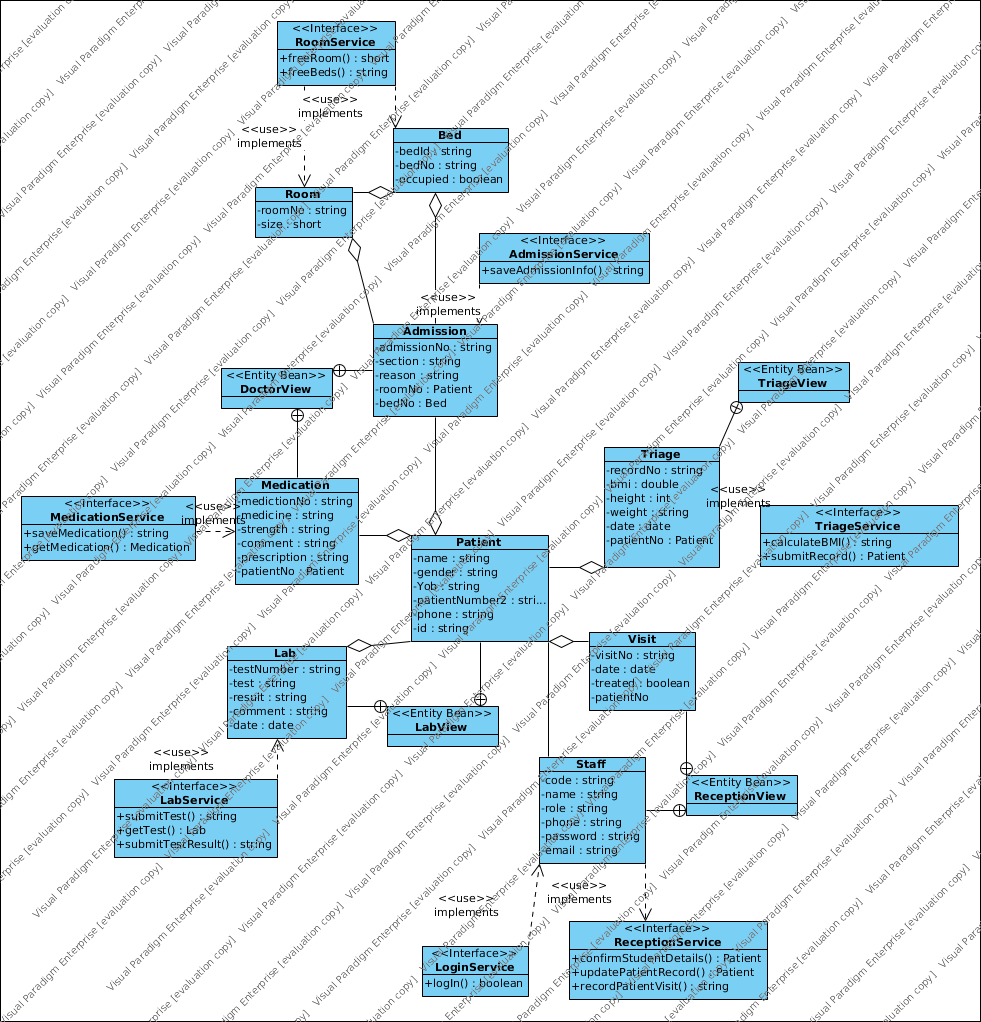 <<Interface>>
RoomService
+freeRoom() : short
+freeBeds() : string
<<use>>
implements
<<use>>
implements
Bed
-bedId : string
-bedNo : string
-occupied : boolean
Room
-roomNo : string
-size : short
<<Interface>>
AdmissionService
+saveAdmissionInfo() : string
<<use>>
implements
Admission
-admissionNo : string
-section : string
-reason : string
-roomNo : Patient
-bedNo : Bed
<<Entity Bean>>
DoctorView
<<Entity Bean>>
TriageView
Triage
-recordNo : string
-bmi : double
-height : int
-weight : string
-date : date
-patientNo : Patient
<<use>>
implements
<<Interface>>
TriageService
+calculateBMI() : string
+submitRecord() : Patient
Medication
-medictionNo : string
-medicine : string
-strength : string
-comment : string
-prescription : string
-patientNo : Patient
<<Interface>>
MedicationService
+saveMedication() : string
+getMedication() : Medication
<<use>>
implements
Patient
-name : string
-gender : string
-Yob : string
-patientNumber2 : stri...
-phone : string
-id : string
Visit
-visitNo : string
-date : date
-treated : boolean
-patientNo
Lab
-testNumber : string
-test : string
-result : string
-comment : string
-date : date
<<Entity Bean>>
LabView
<<use>>
implements
<<Interface>>
LabService
+submitTest() : string
+getTest() : Lab
+submitTestResult() : string
Staff
-code : string
-name : string
-role : string
-phone : string
-password : string
-email : string
<<Entity Bean>>
ReceptionView
<<use>>
implements
<<use>>
implements
<<Interface>>
LoginService
+logIn() : boolean
<<Interface>>
ReceptionService
+confirmStudentDetails() : Patient
+updatePatientRecord() : Patient
+recordPatientVisit() : string
Visual Paradigm Enterprise [evaluation copy]